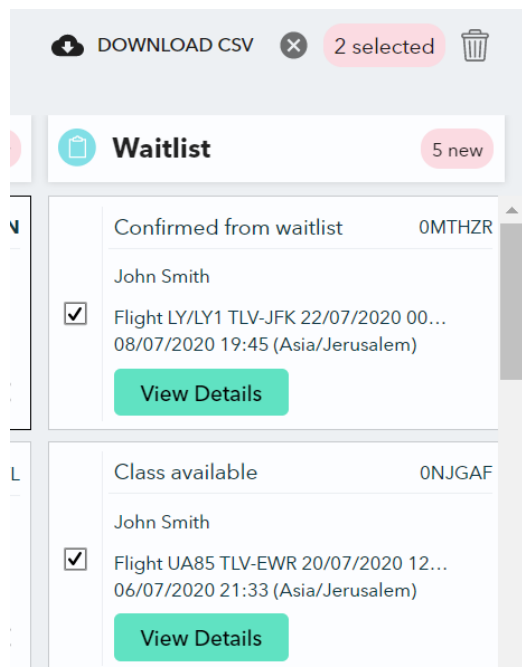 DOWNLOAD CSV
2 selected
Waitlist
5 new
N
Confirmed from waitlist
0MTHZR
John Smith
Flight LY/LY1 TLV-JFK 22/07/2020 00...
08/07/2020 19:45 (Asia/Jerusalem)
View Details
L
Class available
0NJGAF
John Smith
Flight UA85 TLV-EWR 20/07/2020 12...
06/07/2020 21:33 (Asia/Jerusalem)
View Details